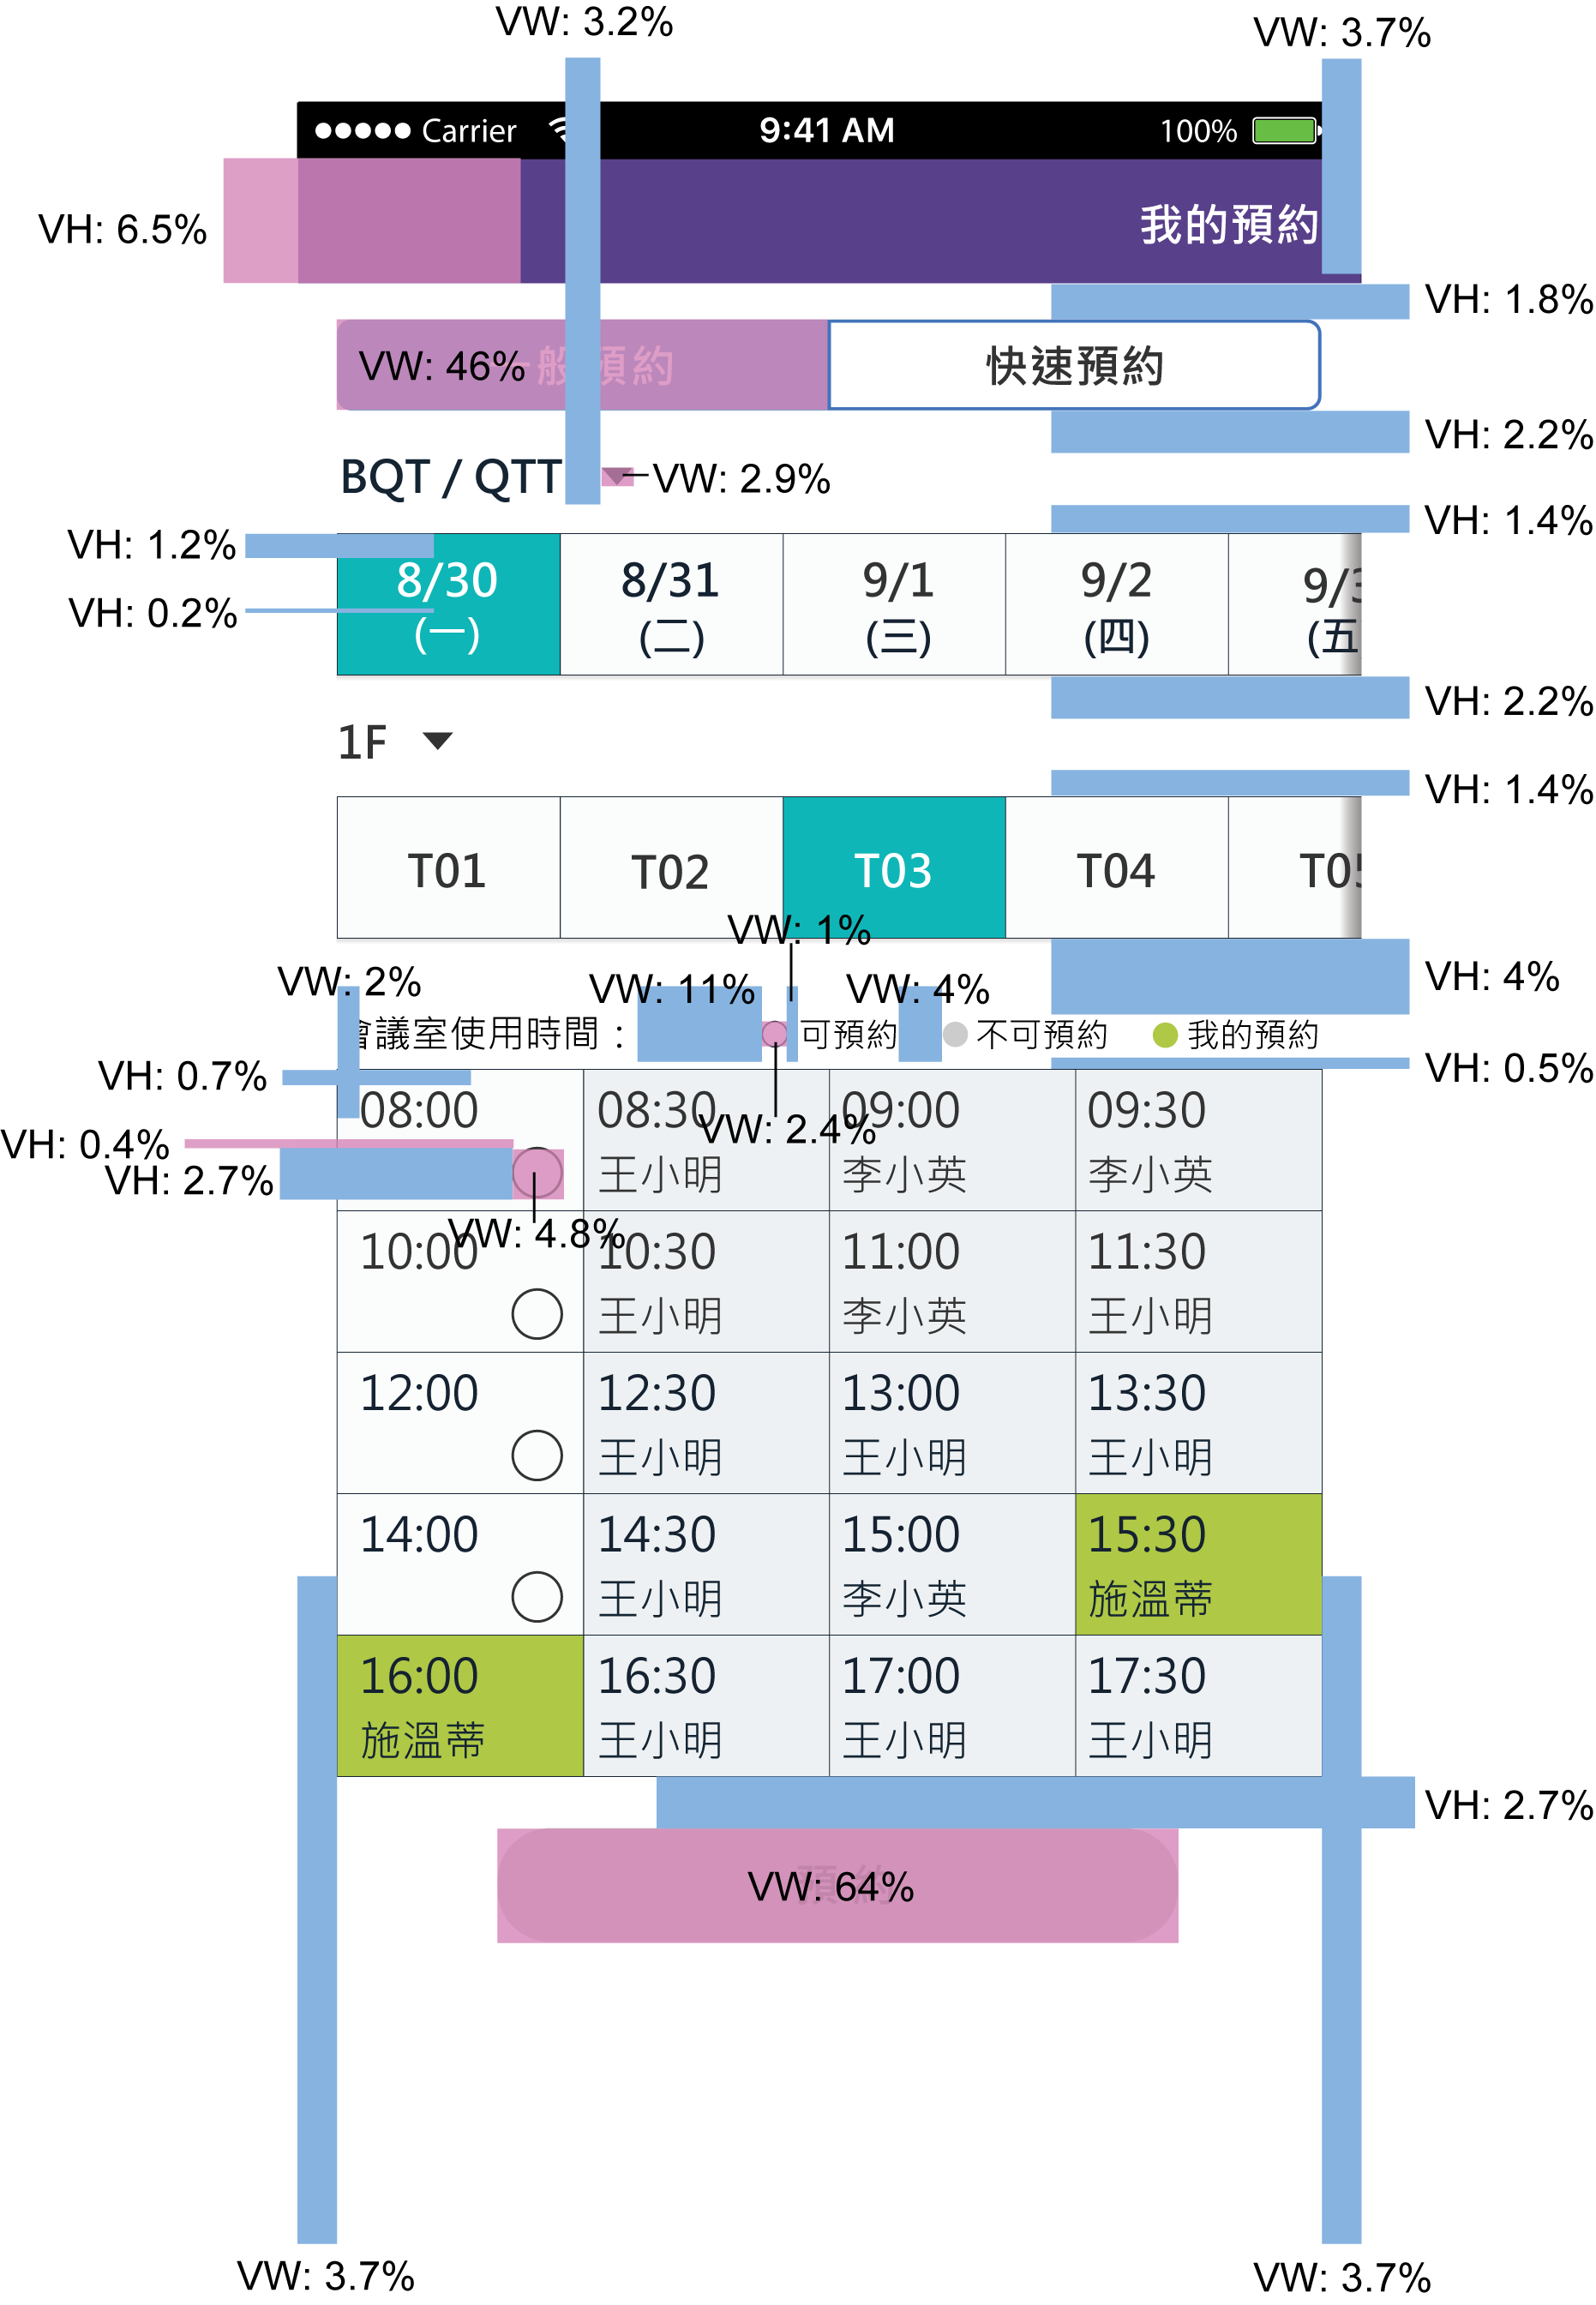 VW: 3.2%
VW: 3.7%
Carrier 9:41 AM 100%
我的預約
VH: 6.5%
VH: 1.8%
VW: 46% 一般預約 快速預約
VH: 2.2%
BQT / QTT VW: 2.9%
VH: 1.4%
VH: 1.2%
8/30 8/31 9/1 9/2 9/3
VH: 0.2%
(一) (二) (三) (四) (五
VH: 2.2%
1F
VH: 1.4%
T01 T02 T03 T04 T05
VW: 1%
VW: 2% VW: 11% VW: 4% VH: 4%
會議室使用時間： 可預約 不可預約 我的預約
VH: 0.5%
VH: 0.7%
08:00 08:30 09:00 09:30
VW: 2.4%
VH: 0.4%
VH: 2.7%
王小明 李小英 李小英
VW: 4.8%
10:00 10:30 11:00 11:30
王小明 李小英 王小明
12:00 12:30 13:00 13:30
王小明 王小明 王小明
14:00 14:30 15:00 15:30
王小明 李小英 施溫蒂
16:00 16:30 17:00 17:30
施溫蒂 王小明 王小明 王小明
VH: 2.7%
預約
VW: 64%
VW: 3.7%
VW: 3.7%